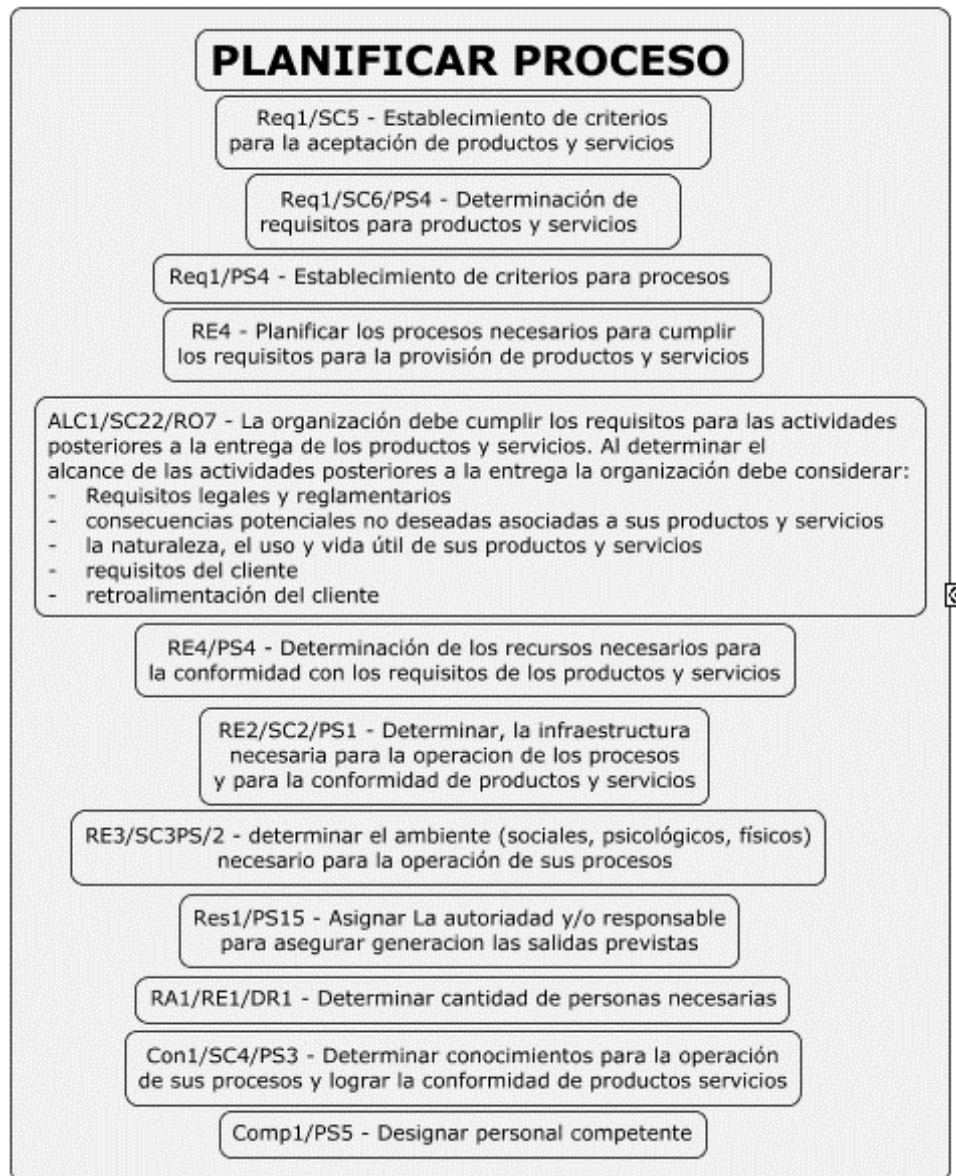 PLANIFICAR PROCESO
Req1/SC5 - Establecimiento de criterios
para la aceptación de productos y servicios
Req1/SC6/PS4 - Determinación de
requisitos para productos y servicios
Req1/PS4 - Establecimiento de criterios para procesos
RE4 - Planificar los procesos necesarios para cumplir
los requisitos para la provisión de productos y servicios
ALC1/SC22/RO7 - La organización debe cumplir los requisitos para las actividades
posteriores a la entrega de los productos y servicios. Al determinar el
alcance de las actividades posteriores a la entrega la organización debe considerar:
- Requisitos legales y reglamentarios
- consecuencias potenciales no deseadas asociadas a sus productos y servicios
- la naturaleza, el uso y vida útil de sus productos y servicios
- requisitos del cliente
- retroalimentación del cliente
RE4/PS4 - Determinación de los recursos necesarios para
la conformidad con los requisitos de los productos y servicios
RE2/SC2/PS1 - Determinar, la infraestructura
necesaria para la operacion de los procesos
y para la conformidad de productos y servicios
RE3/SC3PS/2 - determinar el ambiente (sociales, psicológicos, físicos)
necesario para la operación de sus procesos
Res1/PS15 - Asignar La autoriadad y/o responsable
para asegurar generacion las salidas previstas
RA1/RE1/DR1 - Determinar cantidad de personas necesarias
Con1/SC4/PS3 - Determinar conocimientos para la operación
de sus procesos y lograr la conformidad de productos servicios
Comp1/PS5 - Designar personal competente